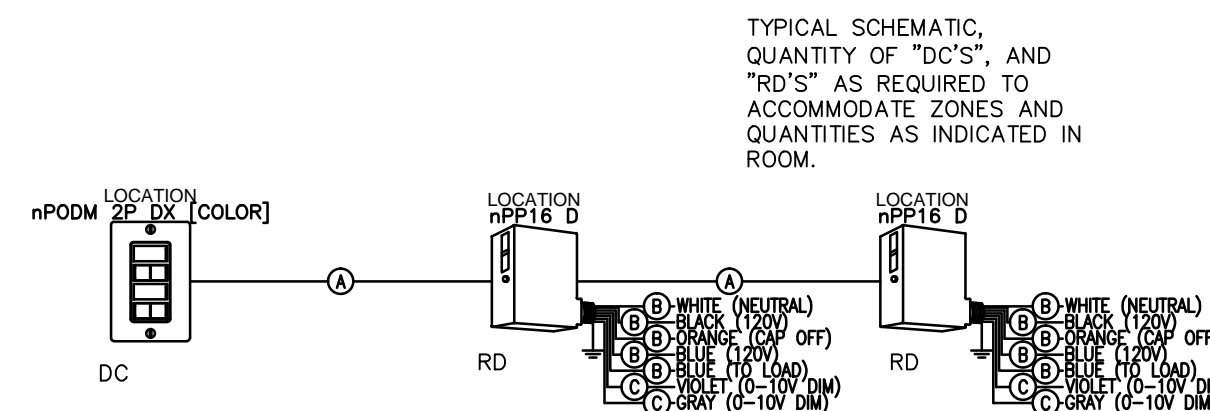 TYPICAL SCHEMATIC,
QUANTITY OF "DC'S", AND
"RD'S" AS REQUIRED TO
ACCOMMODATE ZONES AND
QUANTITIES AS INDICATED IN
ROOM.
LOCATION
nPODM 2P DX [COLOR]
DC
A
LOCATION
nPP16 D
RD
B WHITE (NEUTRAL)
B BLACK (120V)
B ORANGE (CAP OFF)
B BLUE (120V)
B BLUE (TO LOAD)
C VIOLET (0-10V DIM)
C GRAY (0-10V DIM)
A
LOCATION
nPP16 D
RD
B WHITE (NEUTRAL)
B BLACK (120V)
B ORANGE (CAP OFF
B BLUE (120V)
B BLUE (TO LOAD)
C VIOLET (0-10V DI
C GRAY (0-10V DIM